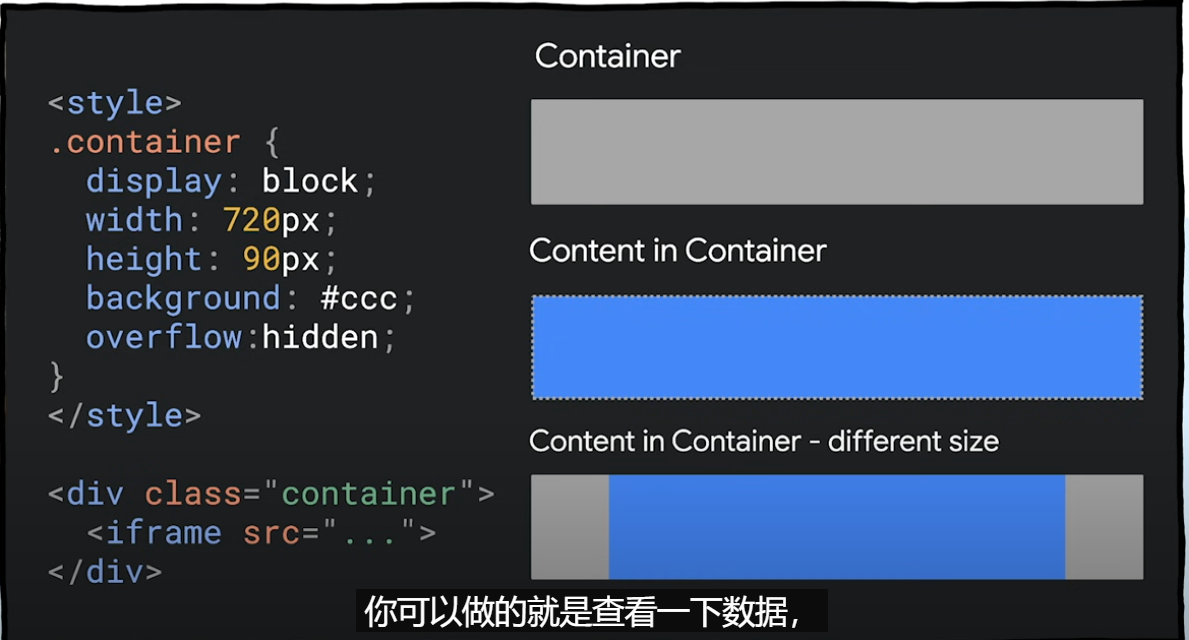 <style>
.container {
  display: block;
  width: 720px;
  height: 90px;
  background: #ccc;
  overflow:hidden;
}
</style>
<div class="container">
  <iframe src="...">
</div>
Container
Content in Container
Content in Container - different size
你可以做的就是查看一下数据，